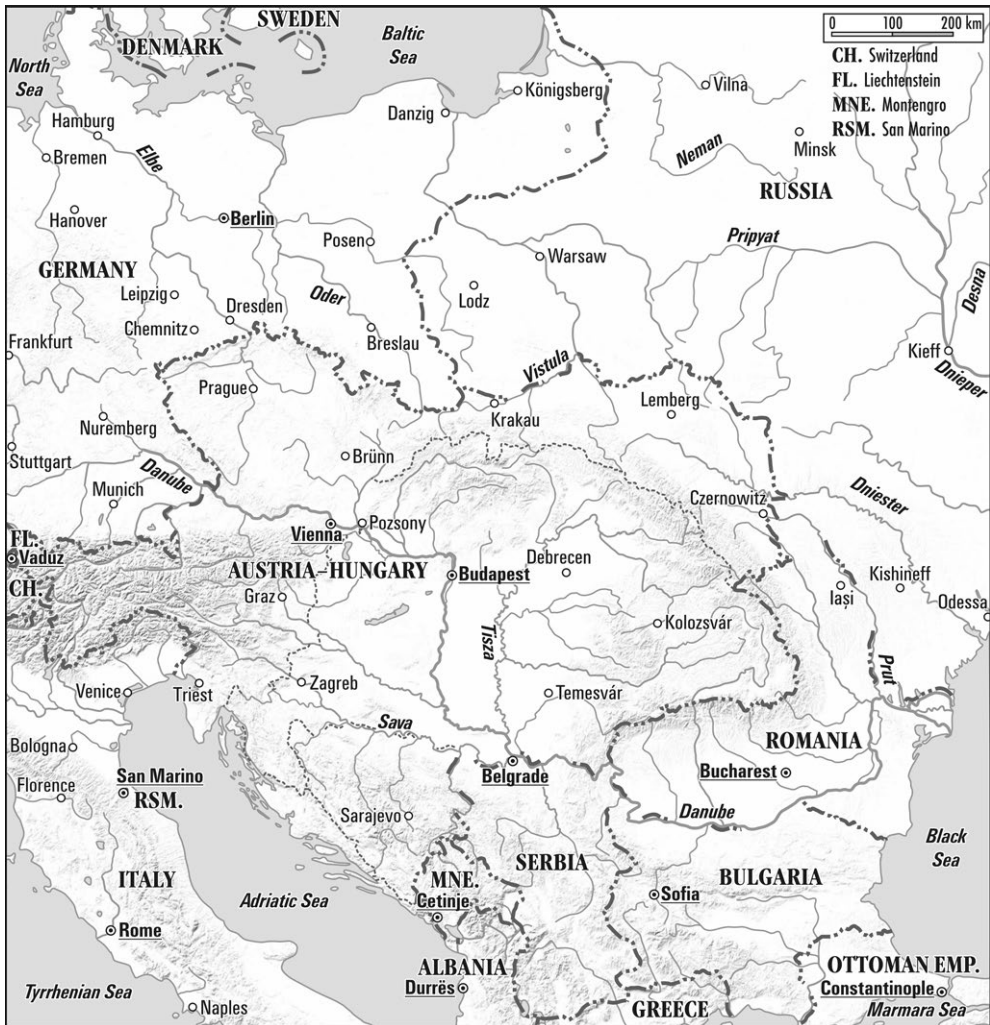 SWEDEN
DENMARK
Baltic
Sea
North
Sea
0 100 200 km
CH. Switzerland
FL. Liechtenstein
MNE. Montengro
RSM. San Marino
Königsberg
Vilna
Danzig
Hamburg
Elbe
Bremen
Neman
Minsk
RUSSIA
Hanover
Berlin
Posen
Pripyat
Warsaw
GERMANY
Leipzig
Oder
Lodz
Desna
Dresden
Chemnitz
Breslau
Frankfurt
Kieff
Vistula
Dnieper
Prague
Krakau
Lemberg
Nuremberg
Stuttgart
Brünn
Danube
Munich
Czernowitz
Dniester
FL.
Vadúz
Vienna
Pozsony
Debrecen
CH.
AUSTRIA-HUNGARY
Budapest
Kishineff
Iași
Graz
Odessa
Kolozsvár
Tisza
Prut
Venice
Triest
Zagreb
Temesvár
Sava
Bologna
ROMANIA
Belgrade
Bucharest
San Marino
RSM.
Florence
Sarajevo
Danube
Black
Sea
SERBIA
MNE.
Cetinje
BULGARIA
ITALY
Adriatic Sea
Sofia
Rome
ALBANIA
Durrës
OTTOMAN EMP.
Constantinople
Tyrrhenian Sea
Naples
GREECE
Marmara Sea